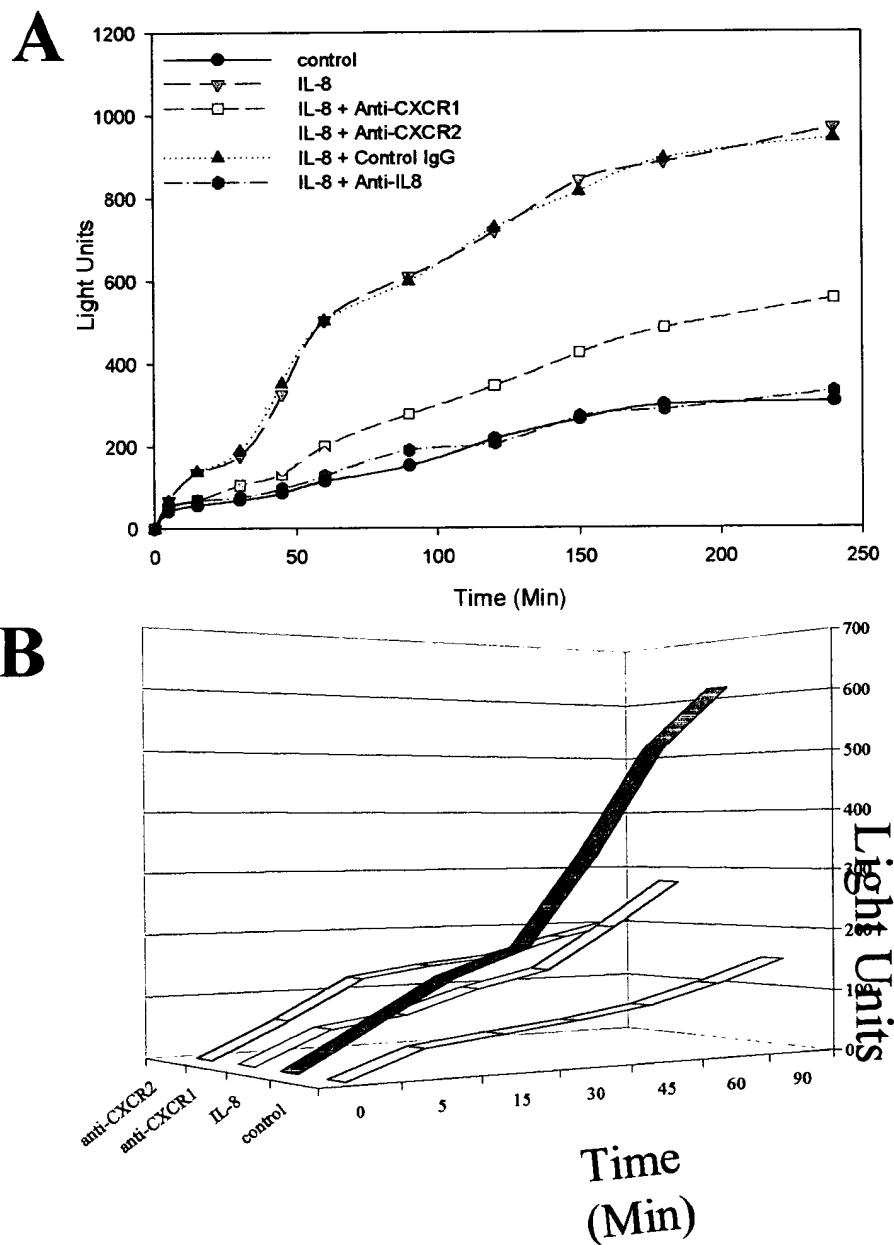 A
1200
1000
800
600
400
200
0
Light Units
control
IL-8
IL-8 + Anti-CXCR1
IL-8 + Anti-CXCR2
IL-8 + Control IgG
IL-8 + Anti-IL8
0 50 100 150 200 250
Time (Min)
B
700
600
500
400
300
200
100
0
Light Units
anti-CXCR2
anti-CXCR1
IL-8
control
0 5 15 30 45 60 90
Time
(Min)